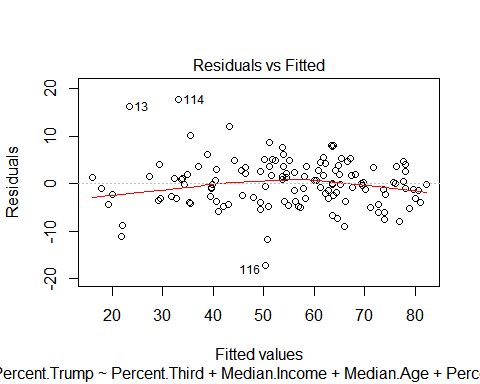 Residuals vs Fitted
Residuals
20
10
0
-10
-20
13
114
116
20 30 40 50 60 70 80
Fitted values
Percent.Trump ~ Percent.Third + Median.Income + Median.Age + Perc